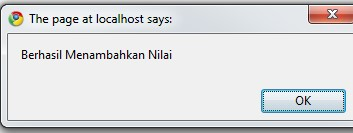 The page at localhost says:
Berhasil Menambahkan Nilai
OK